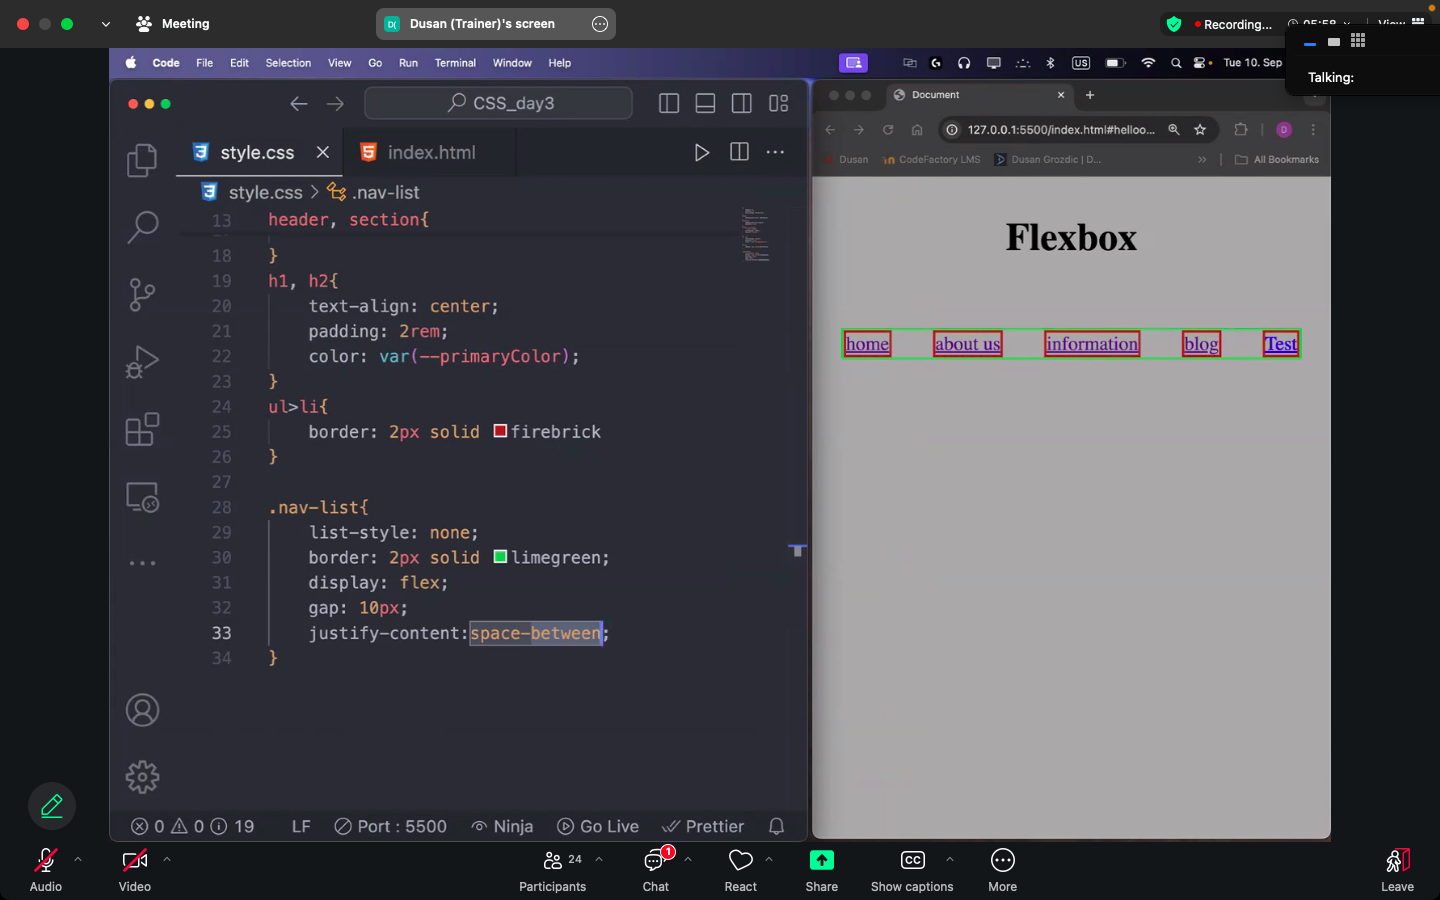 Meeting
D( Dusan (Trainer)'s screen
Recording...
View
Talking:
Code File Edit Selection View Go Run Terminal Window Help
US
Tue 10. Sep
CSS_day3
style.css
index.html
style.css > .nav-list
13 header, section{
18 }
19 h1, h2{
20 text-align: center;
21 padding: 2rem;
22 color: var(--primaryColor);
23 }
24 ul>li{
25 border: 2px solid firebrick
26 }
27
28 .nav-list{
29 list-style: none;
30 border: 2px solid limegreen;
31 display: flex;
32 gap: 10px;
33 justify-content:space-between;
34 }
0 0 19 LF Port : 5500 Ninja Go Live Prettier
Document
127.0.0.1:5500/index.html#helloo...
D
Dusan CodeFactory LMS Dusan Grozdic | D... All Bookmarks
Flexbox
home about us information blog Test
Audio
Video
24
Participants
1
Chat
React
Share
CC
Show captions
More
Leave